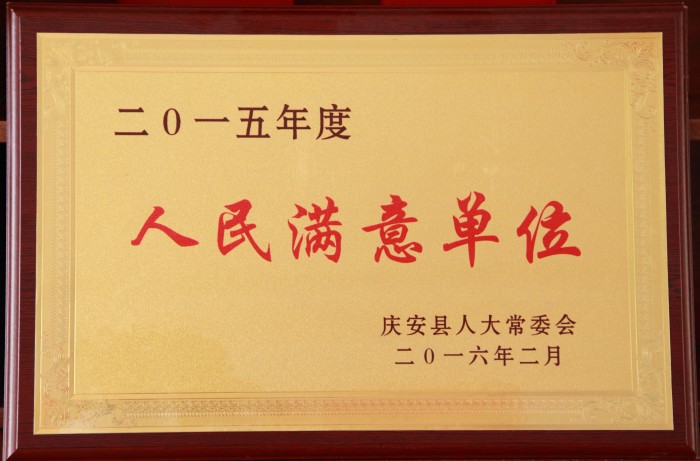 二０一五年度
人民满意单位
庆安县人大常委会
二０一六年二月